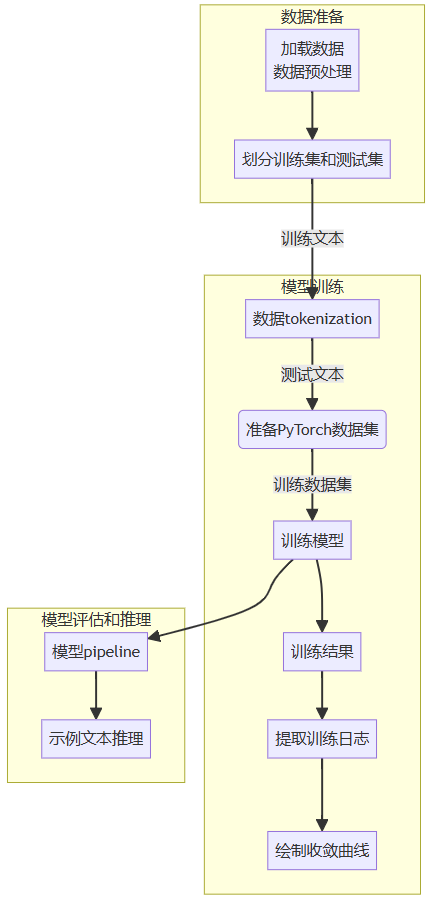 数据准备
加载数据
数据预处理
划分训练集和测试集
训练文本
模型训练
数据tokenization
测试文本
准备PyTorch数据集
训练数据集
训练模型
模型评估和推理
模型pipeline
示例文本推理
训练结果
提取训练日志
绘制收敛曲线